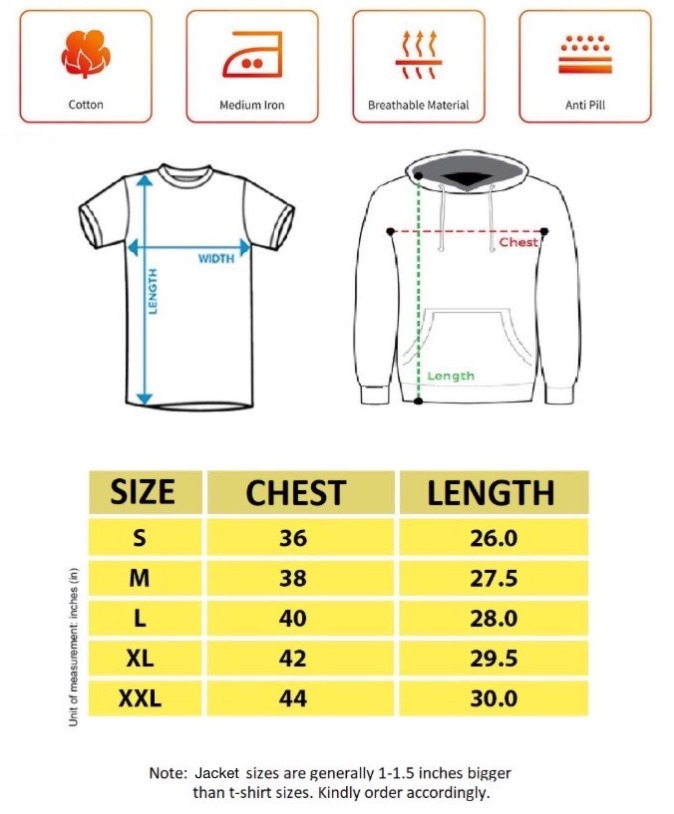 Cotton
Medium Iron
Breathable Material
Anti Pill
WIDTH
LENGTH
Chest
Length
SIZE CHEST LENGTH
S 36 26.0
M 38 27.5
L 40 28.0
XL 42 29.5
XXL 44 30.0
Unit of measurement: inches (in)
Note: Jacket sizes are generally 1-1.5 inches bigger
than t-shirt sizes. Kindly order accordingly.